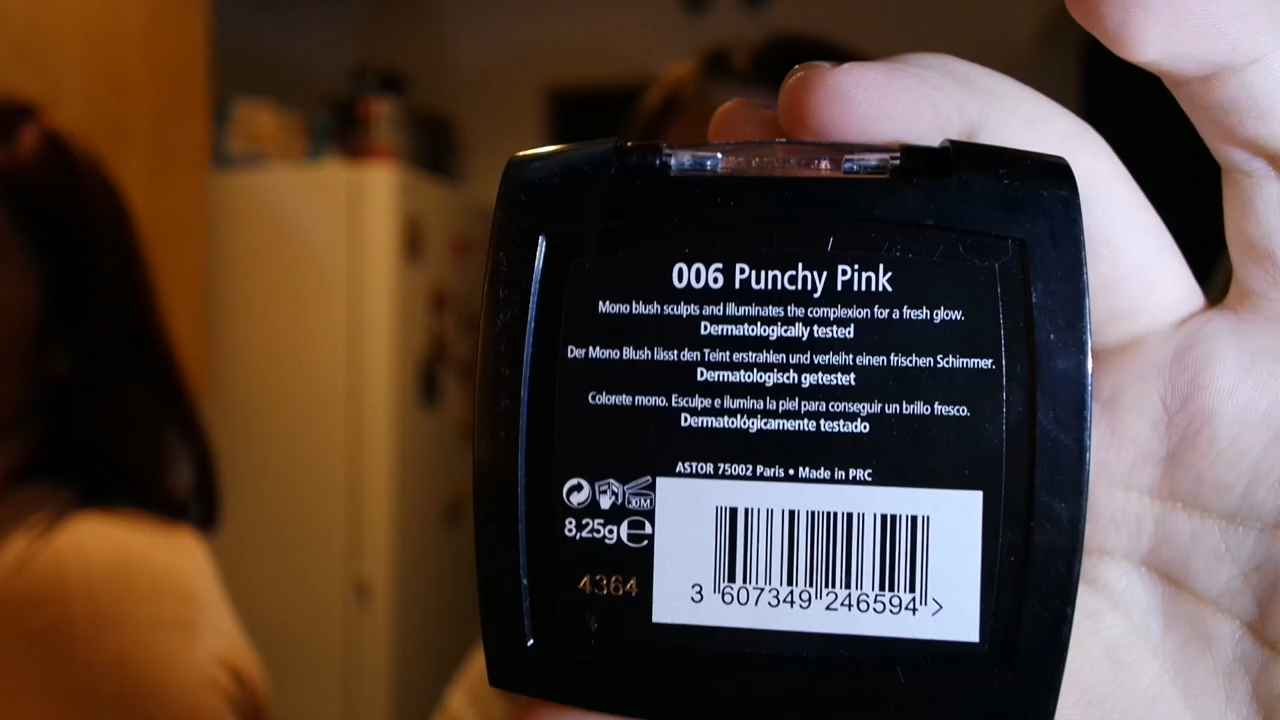 006 Punchy Pink
Mono blush sculpts and illuminates the complexion for a fresh glow.
Dermatologically tested
Der Mono Blush lässt den Teint erstrahlen und verleiht einen frischen Schimmer.
Dermatologisch getestet
Colorete mono. Esculpe e ilumina la piel para conseguir un brillo fresco.
Dermatológicamente testado
ASTOR 75002 Paris • Made in PRC
30M
8,25g e
4364
3 607349 246594 >